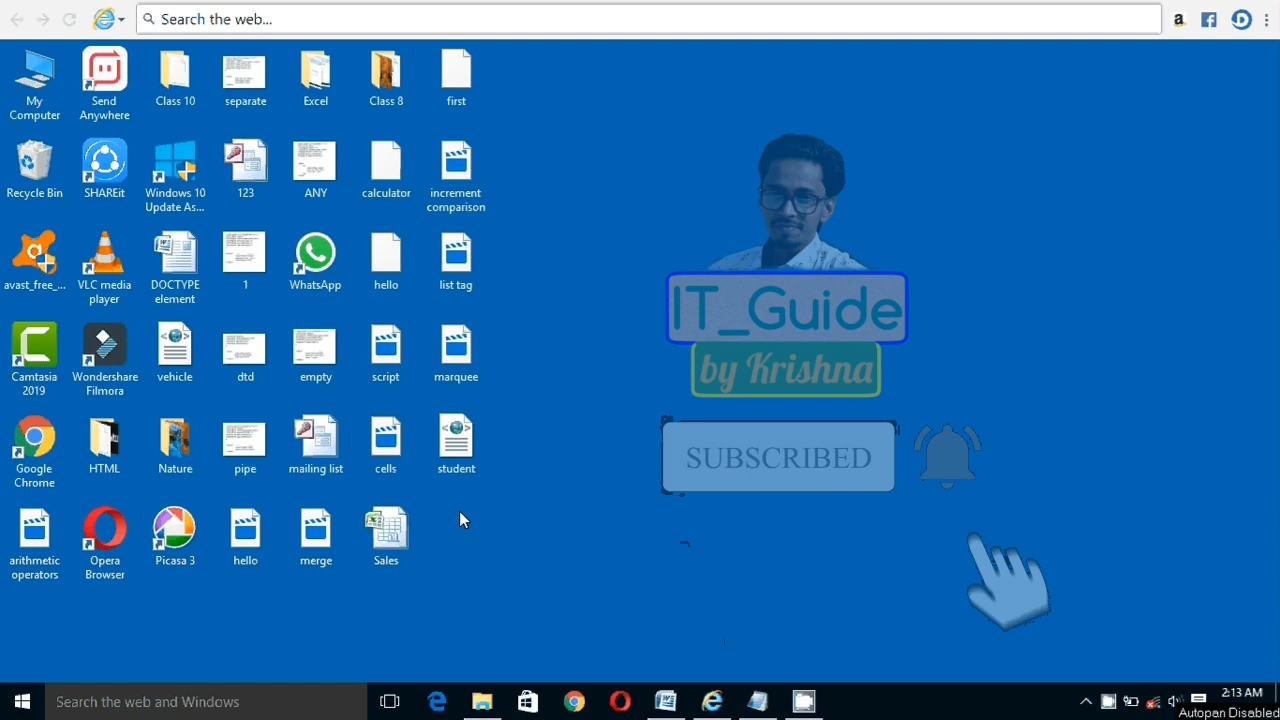 Search the web...
My
Computer
Send
Anywhere
Class 10
separate
Excel
Class 8
first
Recycle Bin
SHAREit
Windows 10
Update As...
123
ANY
calculator
increment
comparison
avast_free_...
VLC media
player
DOCTYPE
element
1
WhatsApp
hello
list tag
Camtasia
2019
Wondershare
Filmora
vehicle
dtd
empty
script
marquee
Google
Chrome
HTML
Nature
pipe
mailing list
cells
student
arithmetic
operators
Opera
Browser
Picasa 3
hello
merge
Sales
IT_Guide
by Krishna
SUBSCRIBED
Search the web and Windows
2:13 AM
Autopan Disabled